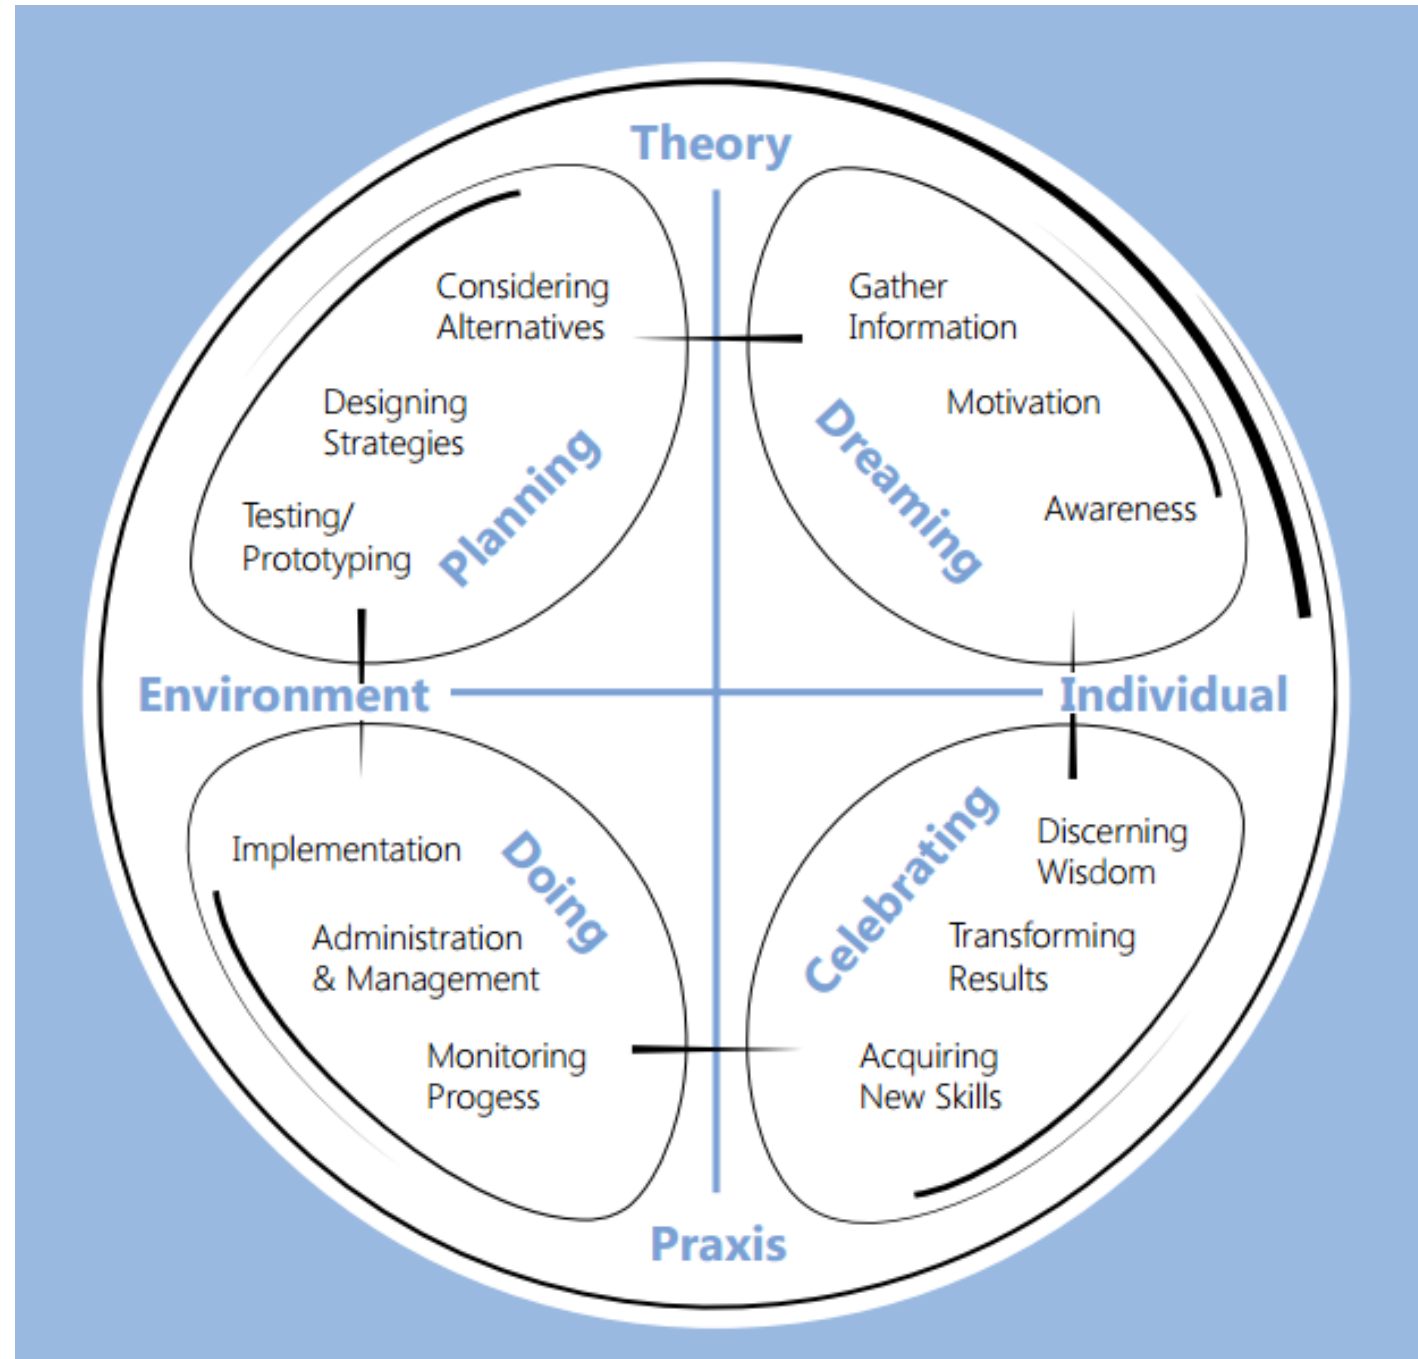 Theory
Considering
Alternatives
Designing
Strategies
Testing/
Prototyping
Planning
Gather
Information
Motivation
Awareness
Dreaming
Environment
Individual
Implementation
Administration
& Management
Monitoring
Progess
Doing
Celebrating
Discerning
Wisdom
Transforming
Results
Acquiring
New Skills
Praxis